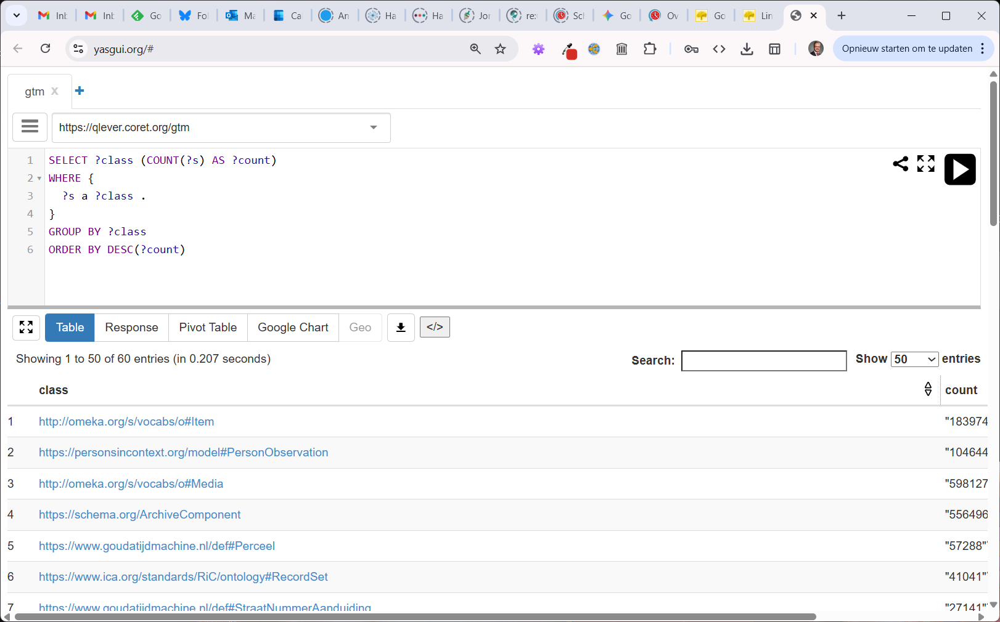 Inb
Inb
Go
Fol
Ma
Ca
An
Ha
Ha
Jor
re:
Sch
Go
Ov
Go
Lin
yasgui.org/#
Opnieuw starten om te updaten
gtm x
https://qlever.coret.org/gtm
1 SELECT ?class (COUNT(?s) AS ?count)
2 WHERE {
3 ?s a ?class .
4 }
5 GROUP BY ?class
6 ORDER BY DESC(?count)
Table Response Pivot Table Google Chart Geo </>
Showing 1 to 50 of 60 entries (in 0.207 seconds) Search: Show 50 entries
class count
1 http://omeka.org/s/vocabs/o#Item "183974
2 https://personsincontext.org/model#PersonObservation "104644
3 http://omeka.org/s/vocabs/o#Media "598127
4 https://schema.org/ArchiveComponent "556496
5 https://www.goudatijdmachine.nl/def#Perceel "57288"
6 https://www.ica.org/standards/RiC/ontology#RecordSet "41041"
7 https://www.goudatijdmachine.nl/def#StraatNummerAanduiding "27141"